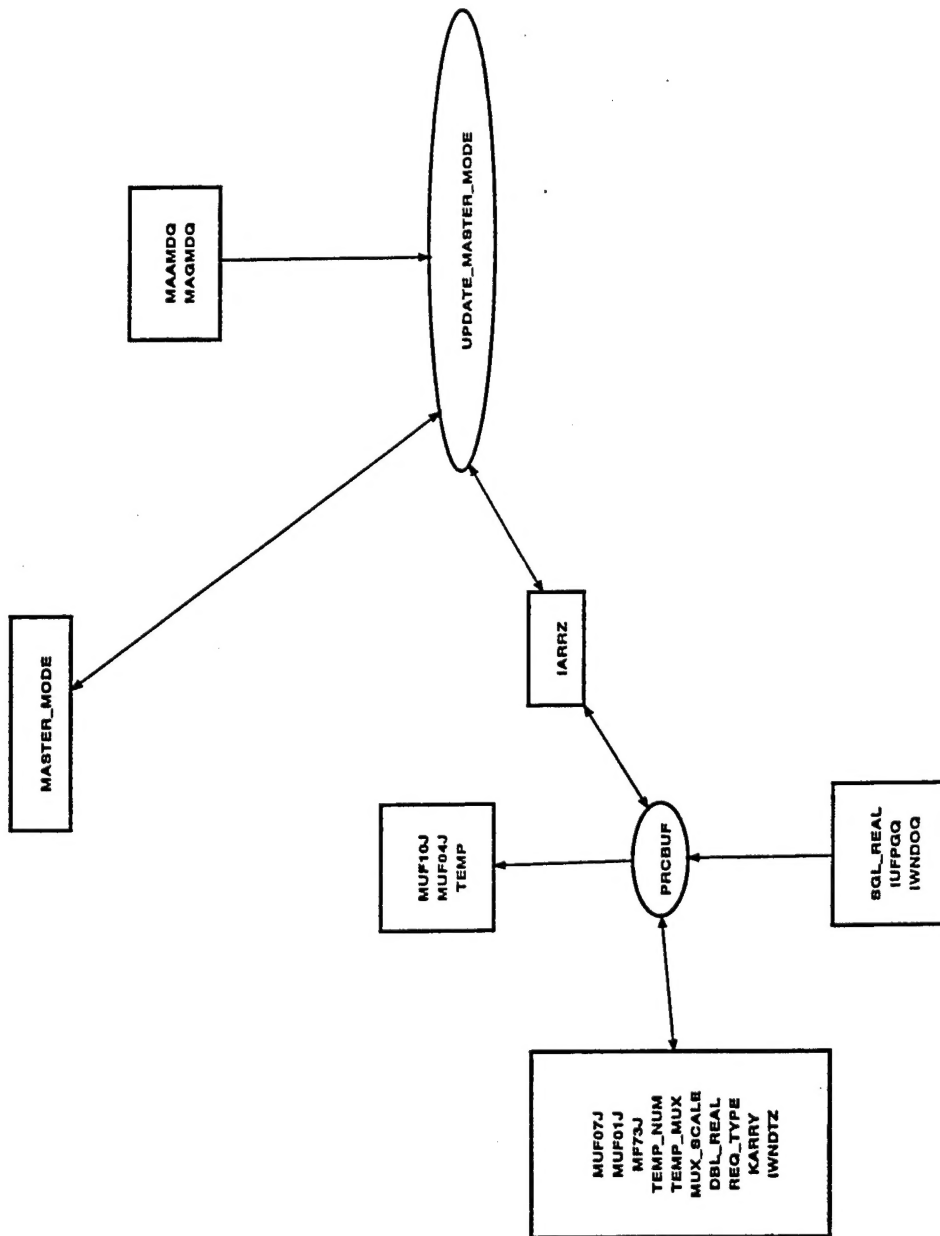 MASTER_MODE
MAAMDQ
MAGMDQ
UPDATE_MASTER_MODE
IARRZ
MUF10J
MUF04J
TEMP
PRCBUF
SGL_REAL
IUFPGQ
IWNDOQ
MUF07J
MUF01J
MF73J
TEMP_NUM
TEMP_MUX
MUX_SCALE
DBL_REAL
REQ_TYPE
KARRY
IWNDTZ